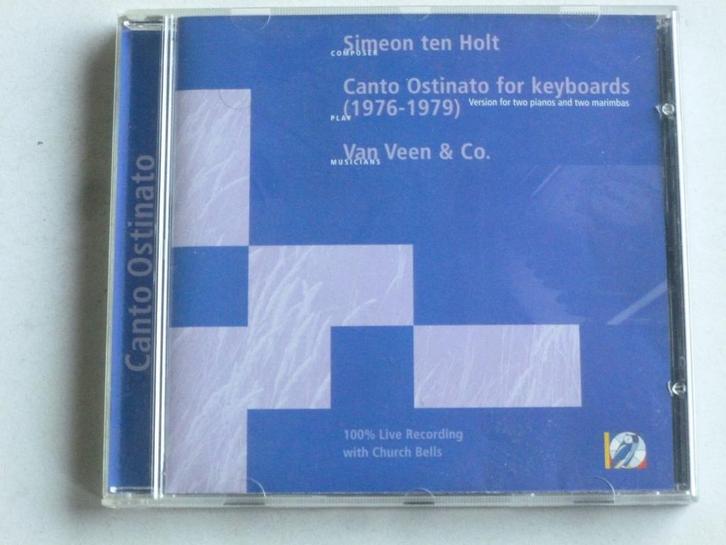 Canto Ostinato
Simeon ten Holt
COMPOSER
Canto Ostinato for keyboards
(1976-1979) Version for two pianos and two marimbas
PLAY
Van Veen & Co.
MUSICIANS
100% Live Recording
with Church Bells